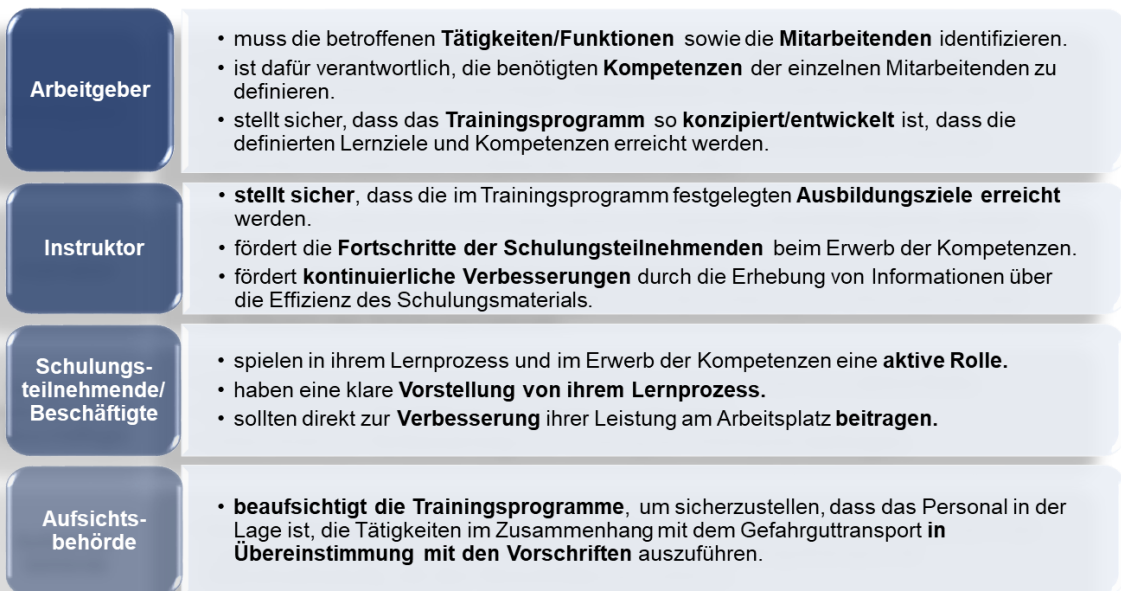 Arbeitgeber
• muss die betroffenen Tätigkeiten/Funktionen sowie die Mitarbeitenden identifizieren.
• ist dafür verantwortlich, die benötigten Kompetenzen der einzelnen Mitarbeitenden zu
definieren.
• stellt sicher, dass das Trainingsprogramm so konzipiert/entwickelt ist, dass die
definierten Lernziele und Kompetenzen erreicht werden.
Instruktor
• stellt sicher, dass die im Trainingsprogramm festgelegten Ausbildungsziele erreicht
werden.
• fördert die Fortschritte der Schulungsteilnehmenden beim Erwerb der Kompetenzen.
• fördert kontinuierliche Verbesserungen durch die Erhebung von Informationen über
die Effizienz des Schulungsmaterials.
Schulungs-
teilnehmende/
Beschäftigte
• spielen in ihrem Lernprozess und im Erwerb der Kompetenzen eine aktive Rolle.
• haben eine klare Vorstellung von ihrem Lernprozess.
• sollten direkt zur Verbesserung ihrer Leistung am Arbeitsplatz beitragen.
Aufsichts-
behörde
• beaufsichtigt die Trainingsprogramme, um sicherzustellen, dass das Personal in der
Lage ist, die Tätigkeiten im Zusammenhang mit dem Gefahrguttransport in
Übereinstimmung mit den Vorschriften auszuführen.